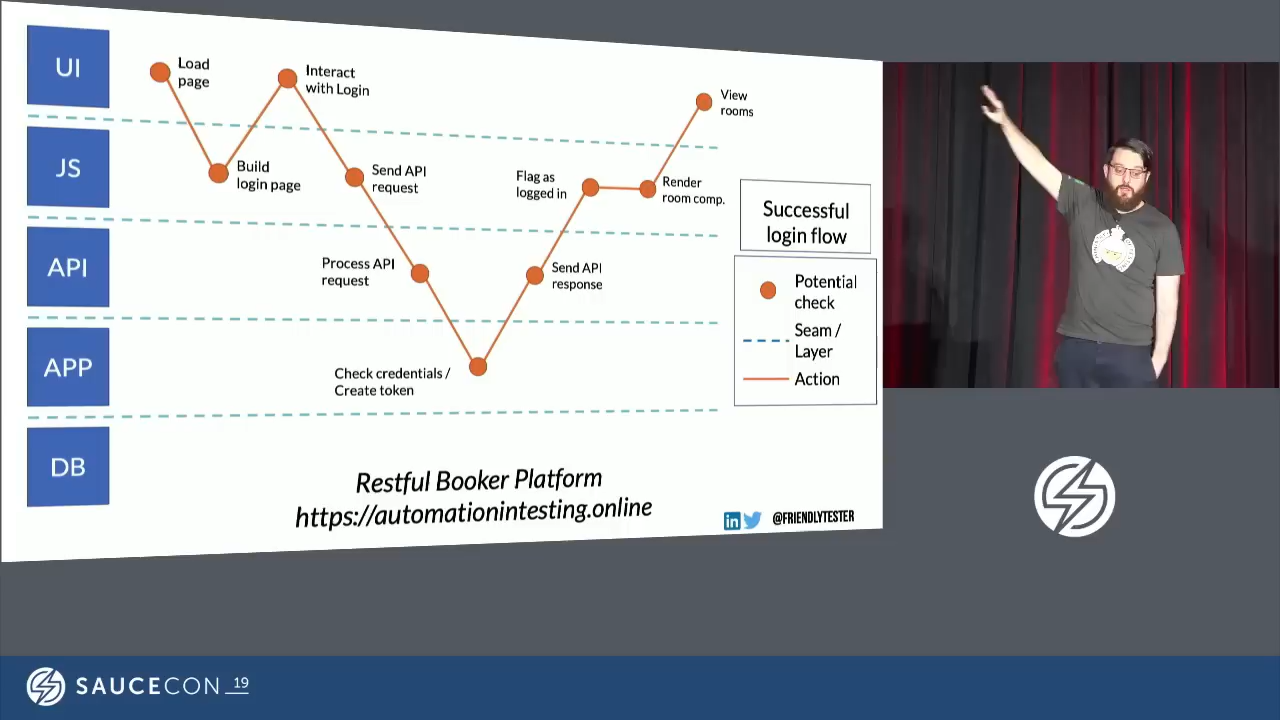 UI
Load
page
Interact
with Login
View
rooms
JS
Build
login page
Send API
request
Flag as
logged in
Render
room comp.
Successful
login flow
API
Process API
request
Send API
response
Potential
check
Seam /
Layer
Action
APP
Check credentials /
Create token
DB
Restful Booker Platform
https://automationintesting.online
in
@FRIENDLYTESTER
SAUCECON 19